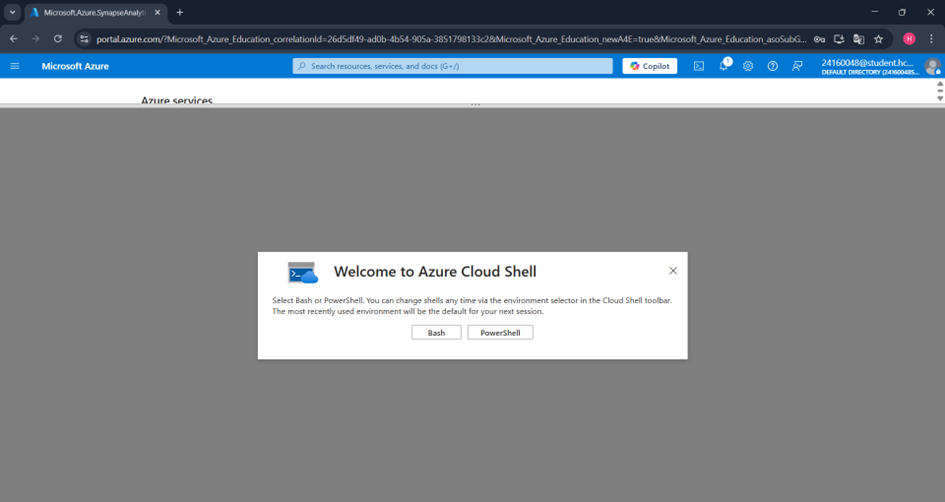 Microsoft.Azure.SynapseAnalyti
portal.azure.com/?Microsoft_Azure_Education_correlationId=26d5df49-ad0b-4b54-905a-3851798133c2&Microsoft_Azure_Education_newA4E=true&Microsoft_Azure_Education_asoSubG...
H
Microsoft Azure
Search resources, services, and docs (G+/)
Copilot
1
24160048@student.hc...
DEFAULT DIRECTORY (24160048S...
Azure services
Welcome to Azure Cloud Shell
Select Bash or PowerShell. You can change shells any time via the environment selector in the Cloud Shell toolbar.
The most recently used environment will be the default for your next session.
Bash
PowerShell